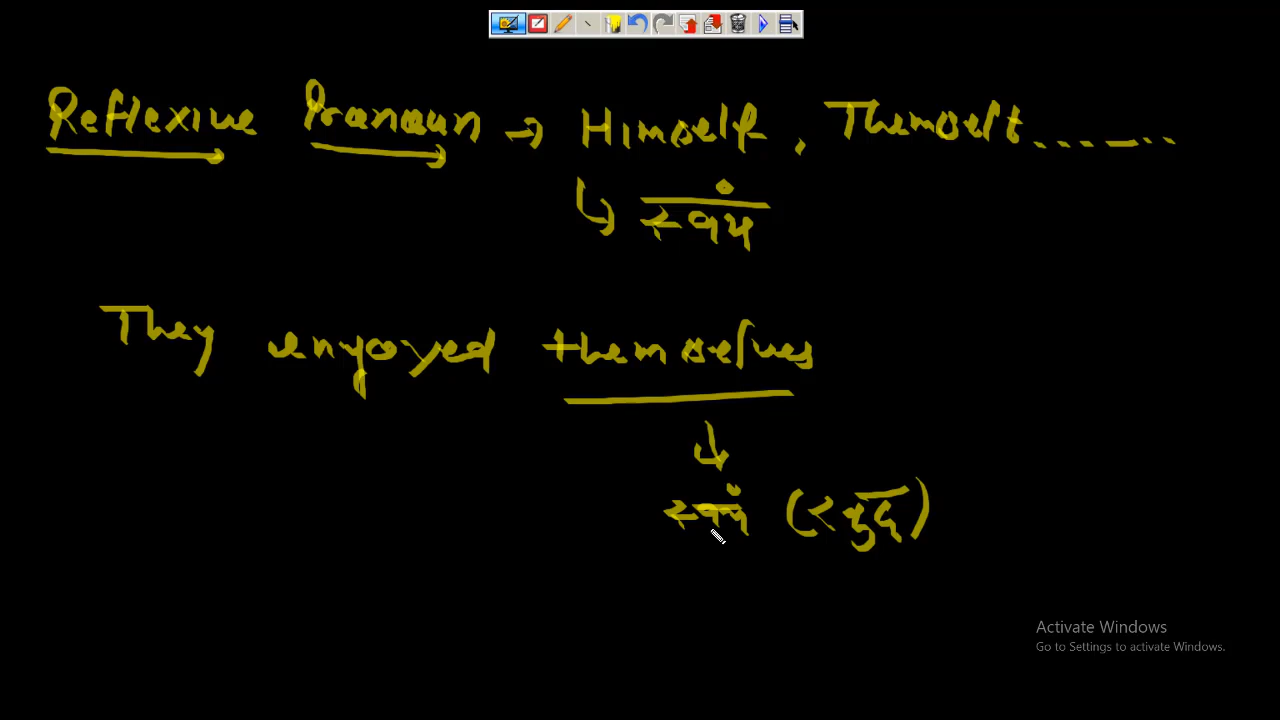 Reflexive Pronoun → Himself, Themself.......
↳ स्वयं
They enjoyed themselves
↓
स्वयं (खुद)
Activate Windows
Go to Settings to activate Windows.